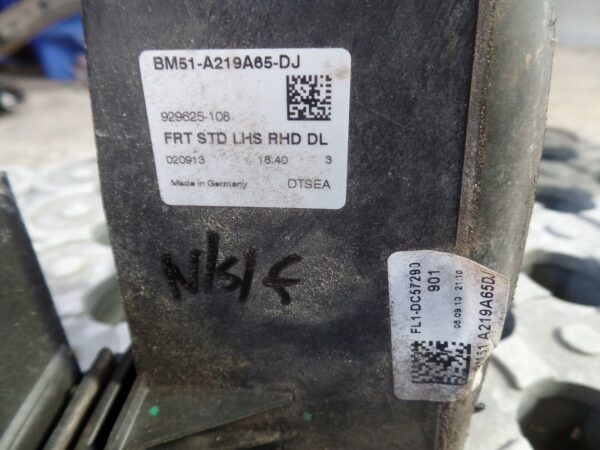 BM51-A219A65-DJ
929625-108
FRT STD LHS RHD DL
020913 18:40 3
Made in Germany DTSEA
N/S/F
FL1-DC57290
901
05.09.13 21:10
A219A65DJ